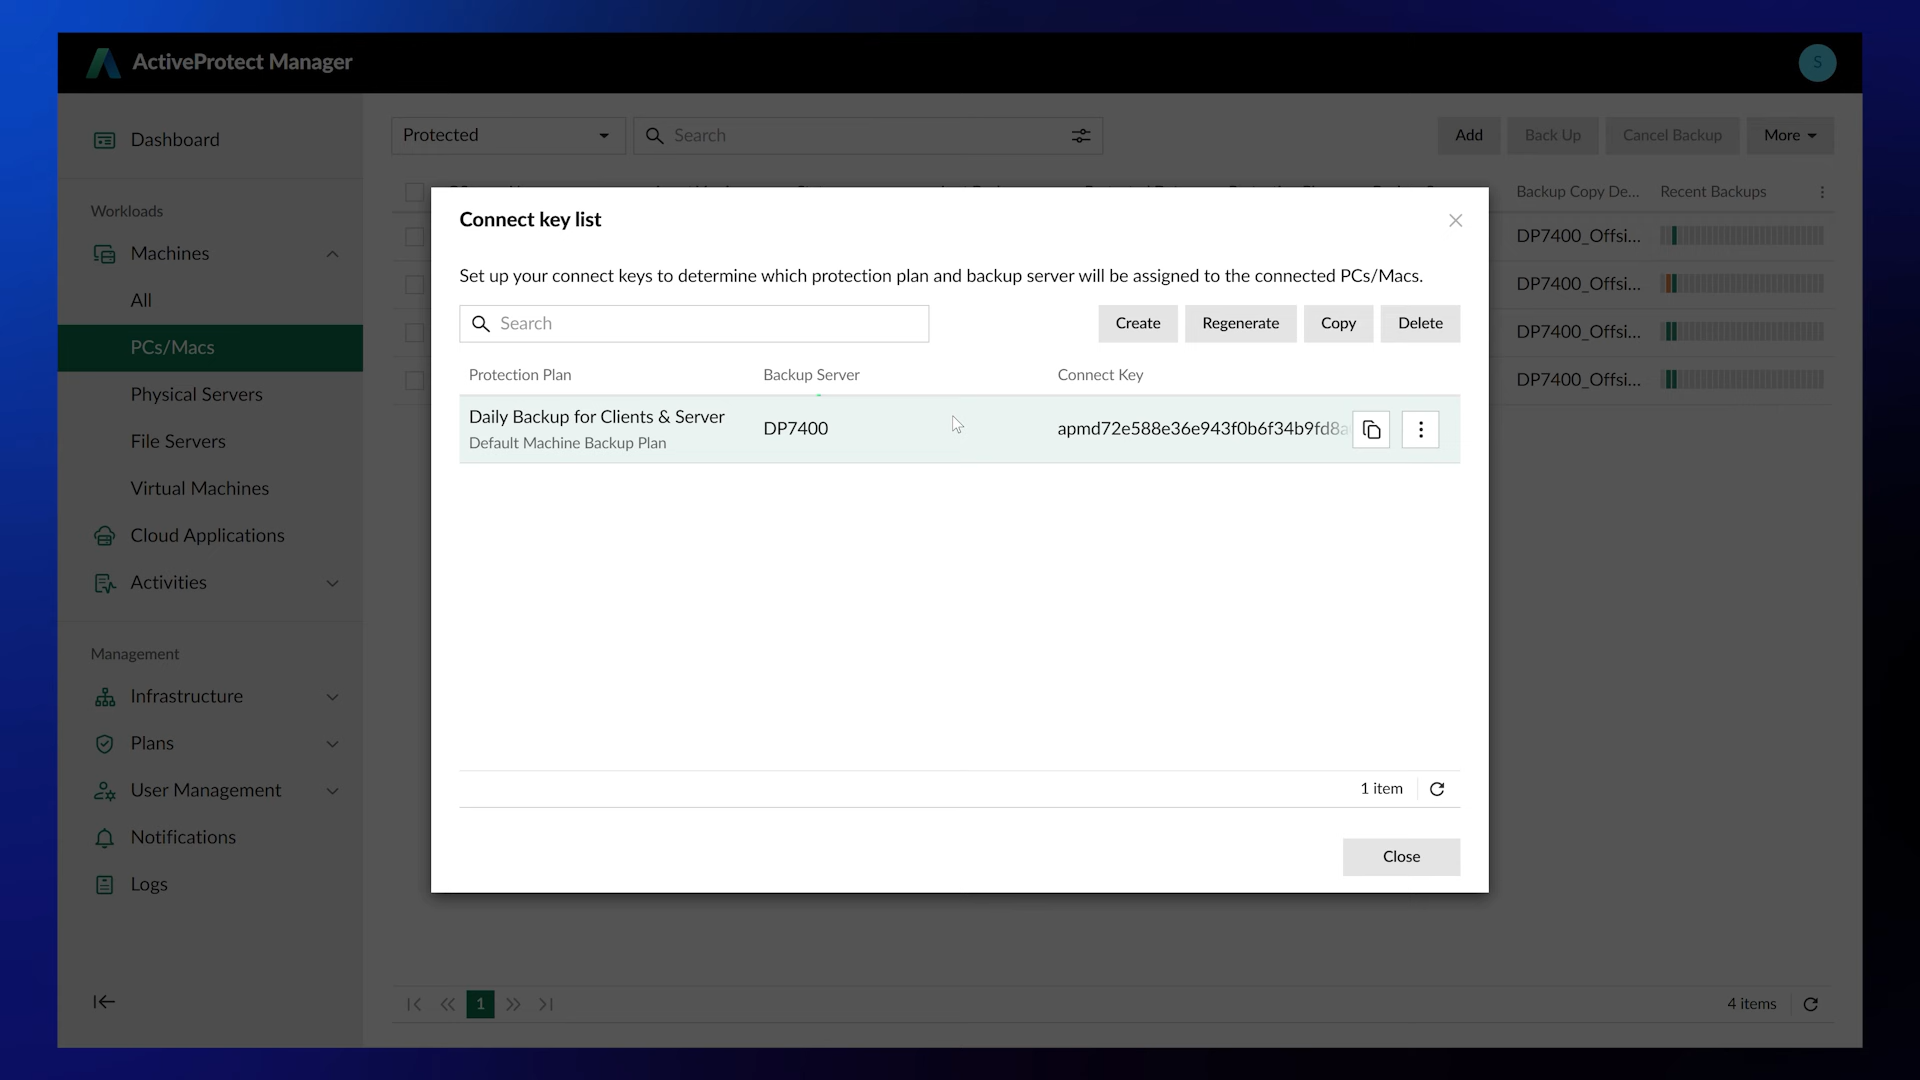 ActiveProtect Manager
S
Dashboard
Protected
Search
Add
Back Up
Cancel Backup
More
Workloads
Machines
All
PCs/Macs
Physical Servers
File Servers
Virtual Machines
Cloud Applications
Activities
Management
Infrastructure
Plans
User Management
Notifications
Logs
Backup Copy De...
Recent Backups
DP7400_Offsi...
DP7400_Offsi...
DP7400_Offsi...
DP7400_Offsi...
Connect key list
Set up your connect keys to determine which protection plan and backup server will be assigned to the connected PCs/Macs.
Search
Create
Regenerate
Copy
Delete
Protection Plan
Backup Server
Connect Key
Daily Backup for Clients & Server
Default Machine Backup Plan
DP7400
apmd72e588e36e943f0b6f34b9fd8a
1 item
Close
1
4 items